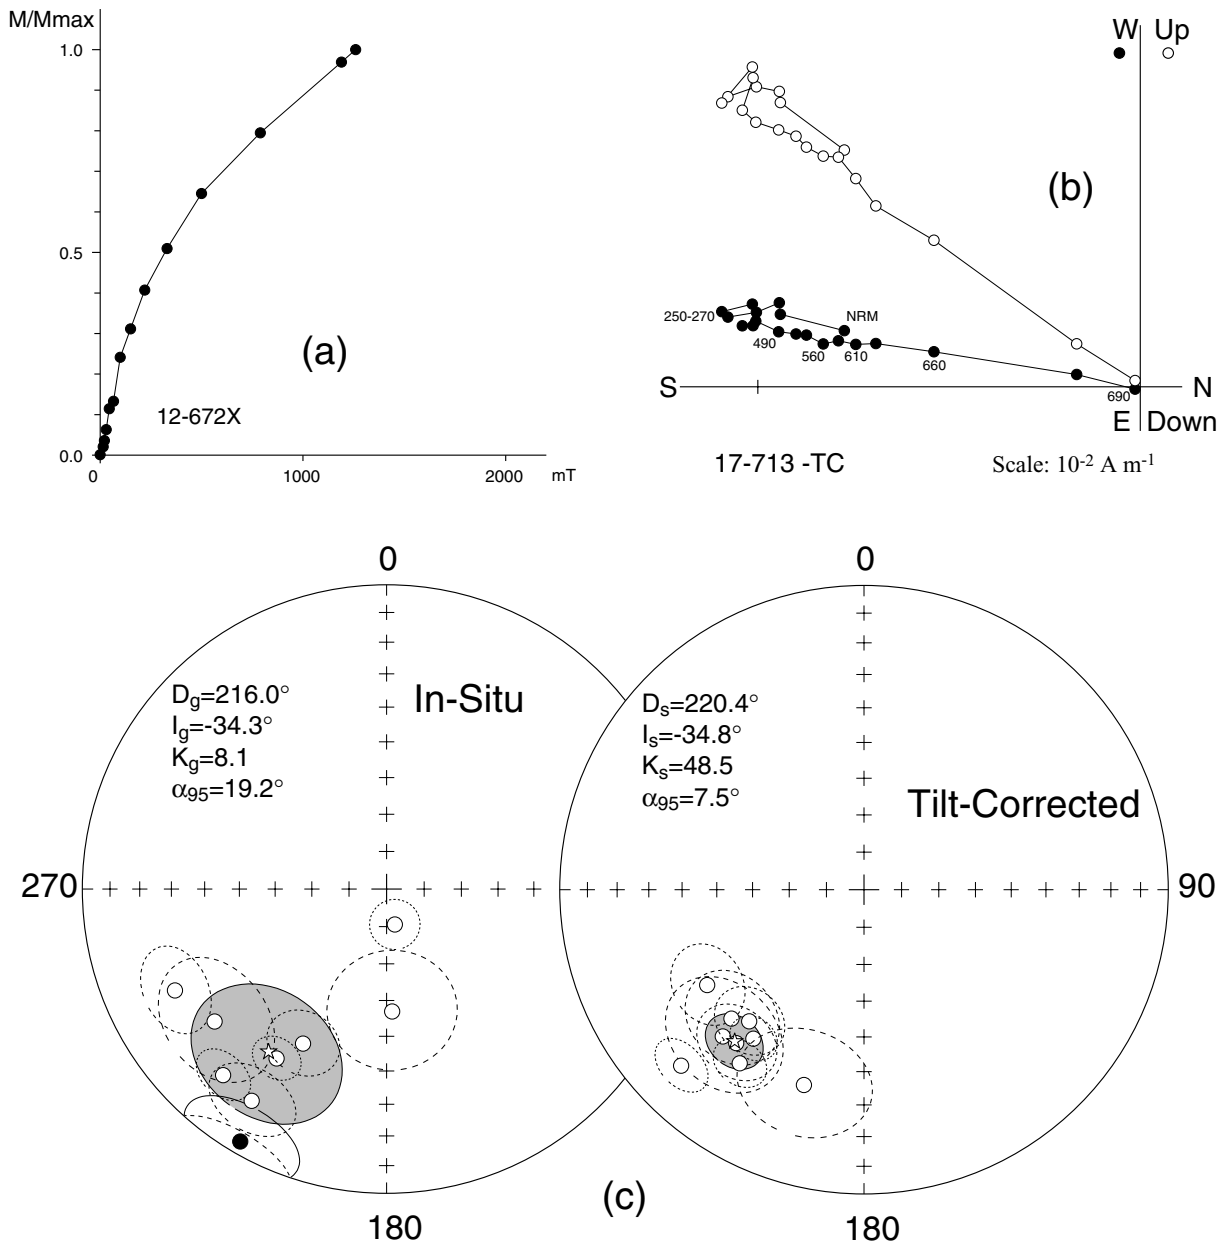 M/Mmax
1.0
0.5
0.0
0
1000
2000
mT
(a)
12-672X
W Up
(b)
250-270
NRM
490
560
610
660
690
S
N
E Down
17-713 -TC
Scale: 10⁻² A m⁻¹
0
In-Situ
Dg=216.0°
Ig=-34.3°
Kg=8.1
α95=19.2°
270
180
0
Ds=220.4°
Is=-34.8°
Ks=48.5
α95=7.5°
Tilt-Corrected
90
180
(c)